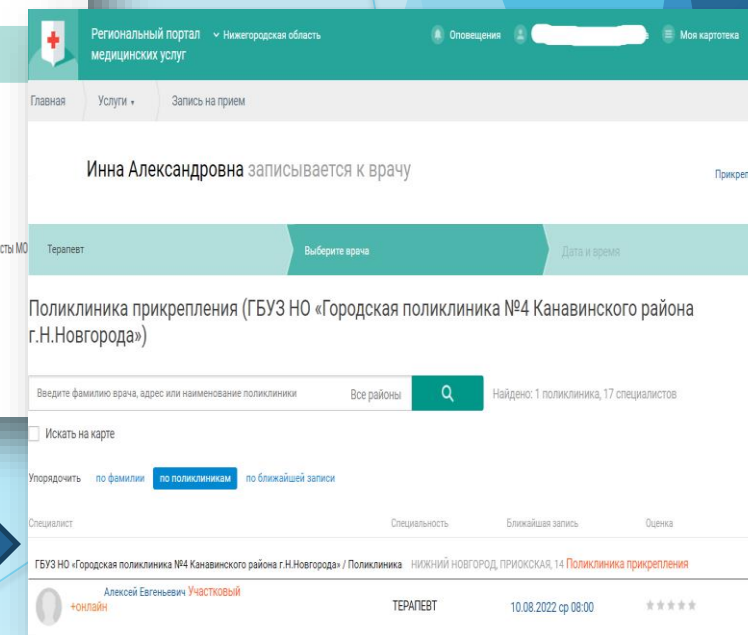 Региональный портал
медицинских услуг
Нижегородская область
Оповещения
Моя картотека
Главная Услуги Запись на прием
Инна Александровна записывается к врачу
сты МО
Терапевт Выберите врача Дата и время
Поликлиника прикрепления (ГБУЗ НО «Городская поликлиника №4 Канавинского района
г.Н.Новгорода»)
Введите фамилию врача, адрес или наименование поликлиники Все районы Найдено: 1 поликлиника, 17 специалистов
Искать на карте
Упорядочить по фамилии по поликлиникам по ближайшей записи
Специалист Специальность Ближайшая запись Оценка
ГБУЗ НО «Городская поликлиника №4 Канавинского района г.Н.Новгорода» / Поликлиника НИЖНИЙ НОВГОРОД, ПРИОКСКАЯ, 14 Поликлиника прикрепления
Алексей Евгеньевич Участковый
+онлайн ТЕРАПЕВТ 10.08.2022 ср 08:00